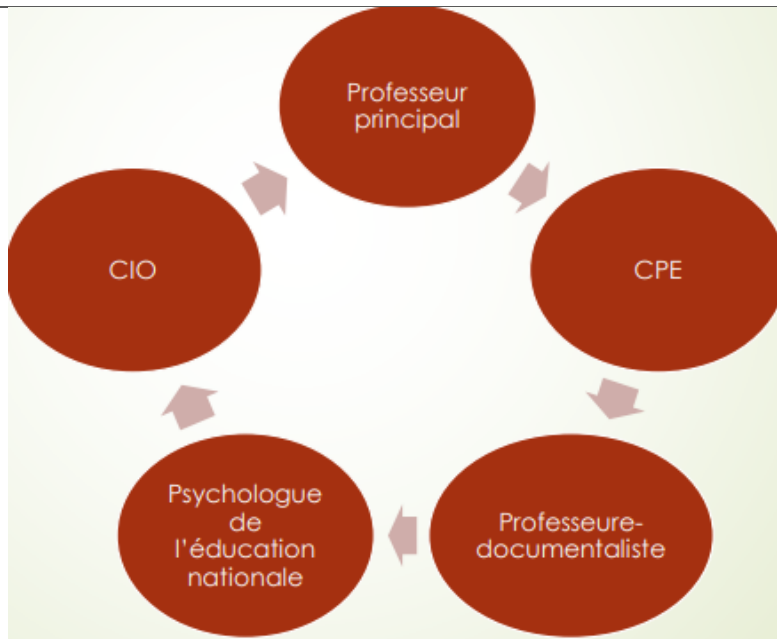 Professeur
principal
CIO
CPE
Psychologue
de
l'éducation
nationale
Professeure-
documentaliste